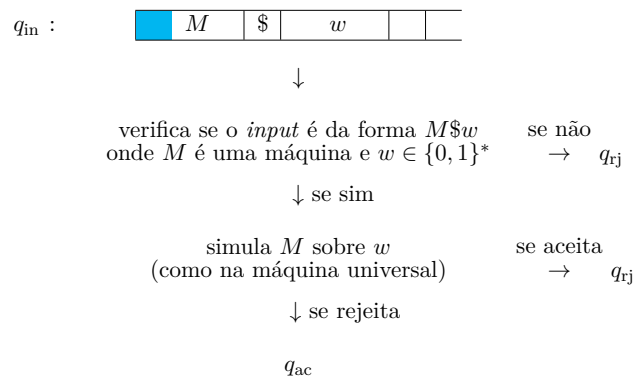 q_in : M $ w
↓
verifica se o input é da forma M$w se não
onde M é uma máquina e w ∈ {0, 1}* → q_rj
↓ se sim
simula M sobre w se aceita
(como na máquina universal) → q_rj
↓ se rejeita
q_ac